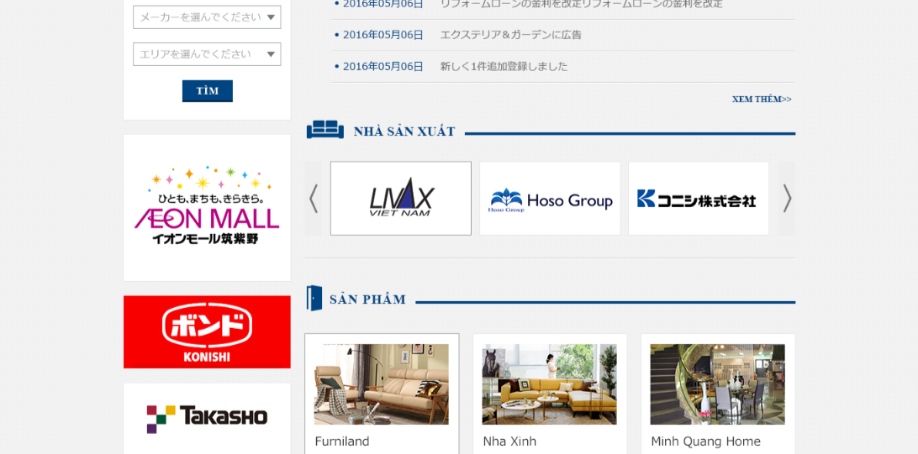 メーカーを選んでください
エリアを選んでください
TÌM
ひとも、まちも、きらきら。
ÆON MALL
イオンモール筑紫野
ボンド
KONISHI
TAKASHO
2016年05月06日 リフォームローンの金利を改定リフォームローンの金利を改定
2016年05月06日 エクステリア＆ガーデンに広告
2016年05月06日 新しく1件追加登録しました
XEM THÊM>>
NHÀ SẢN XUẤT
LIVAX
VIET NAM
Hoso Group
Hoso Group
コニシ株式会社
SẢN PHẨM
Furniland
Nha Xinh
Minh Quang Home